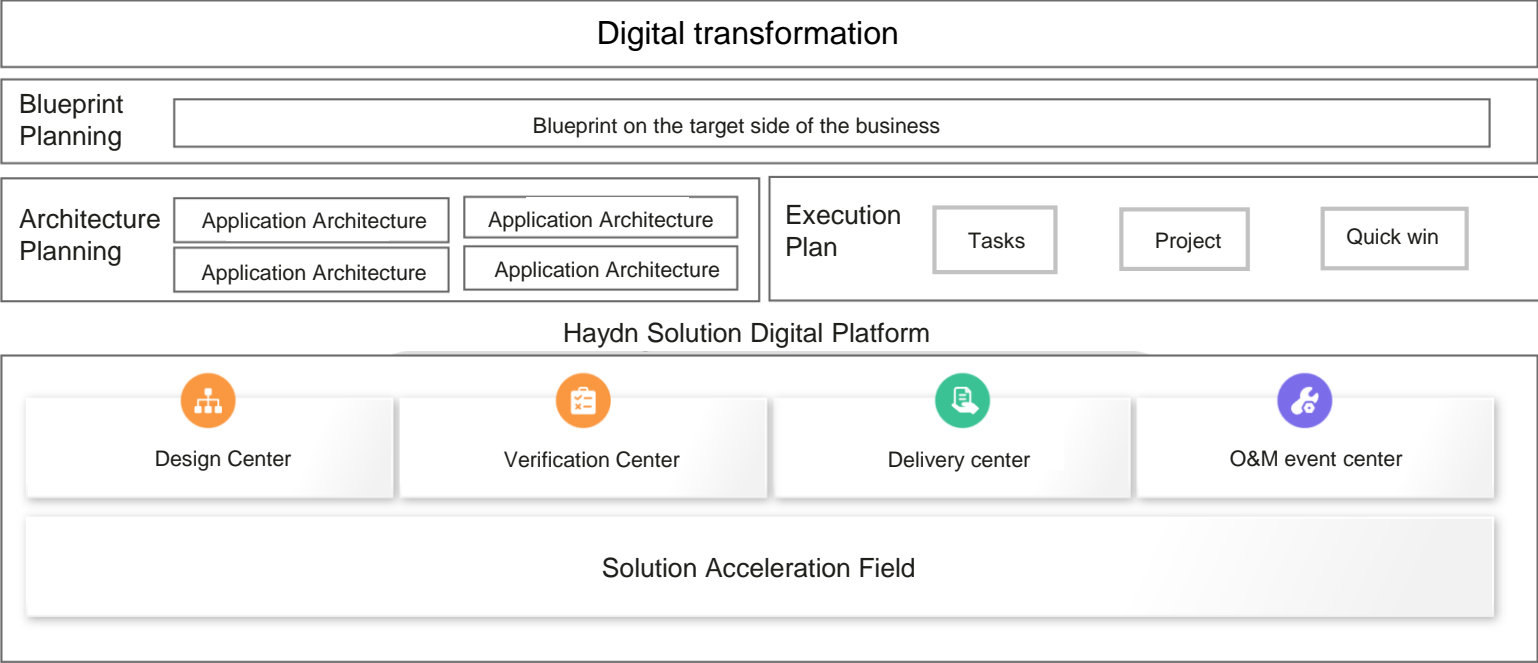 Digital transformation
Blueprint
Planning
Blueprint on the target side of the business
Architecture
Planning
Application Architecture
Application Architecture
Application Architecture
Application Architecture
Execution
Plan
Tasks
Project
Quick win
Haydn Solution Digital Platform
Design Center
Verification Center
Delivery center
O&M event center
Solution Acceleration Field